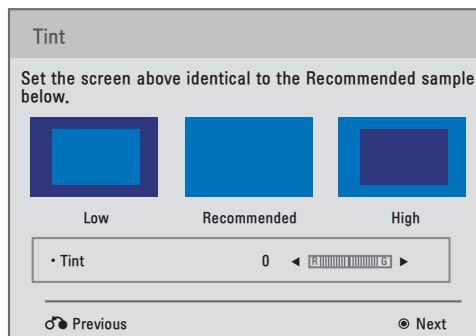 Tint
Set the screen above identical to the Recommended sample
below.
Low Recommended High
• Tint 0 ◀ R G ▶
Previous ◉ Next